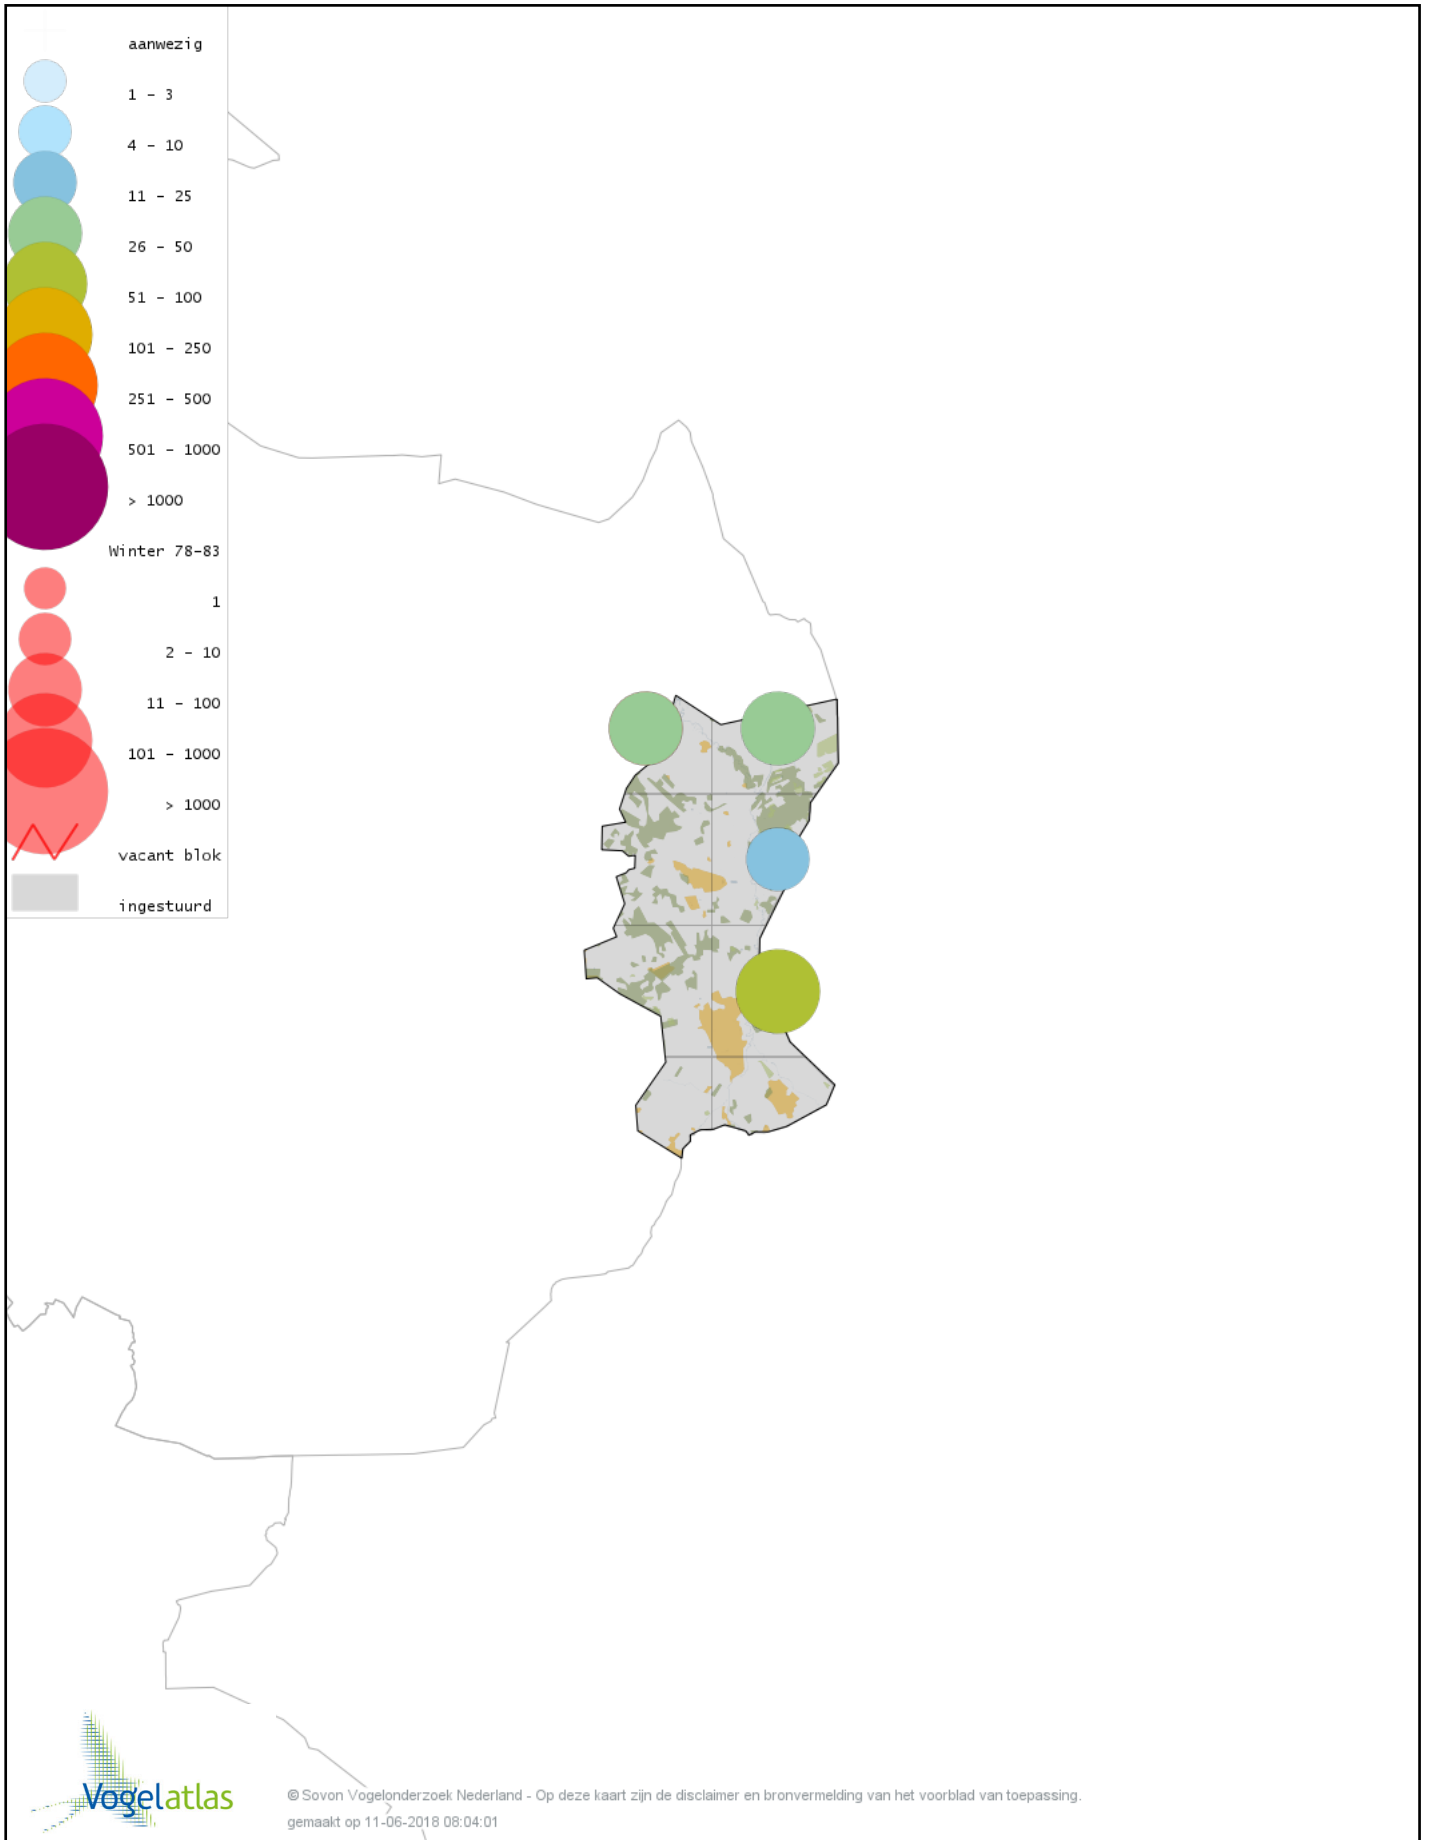 aanwezig
1 - 3
4 - 10
11 - 25
26 - 50
51 - 100
101 - 250
251 - 500
501 - 1000
> 1000
Winter 78-83
1
2 - 10
11 - 100
101 - 1000
> 1000
vacant blok
ingestuurd
Vogelatlas
© Sovon Vogelonderzoek Nederland - Op deze kaart zijn de disclaimer en bronvermelding van het voorblad van toepassing.
gemaakt op 11-06-2018 08:04:01